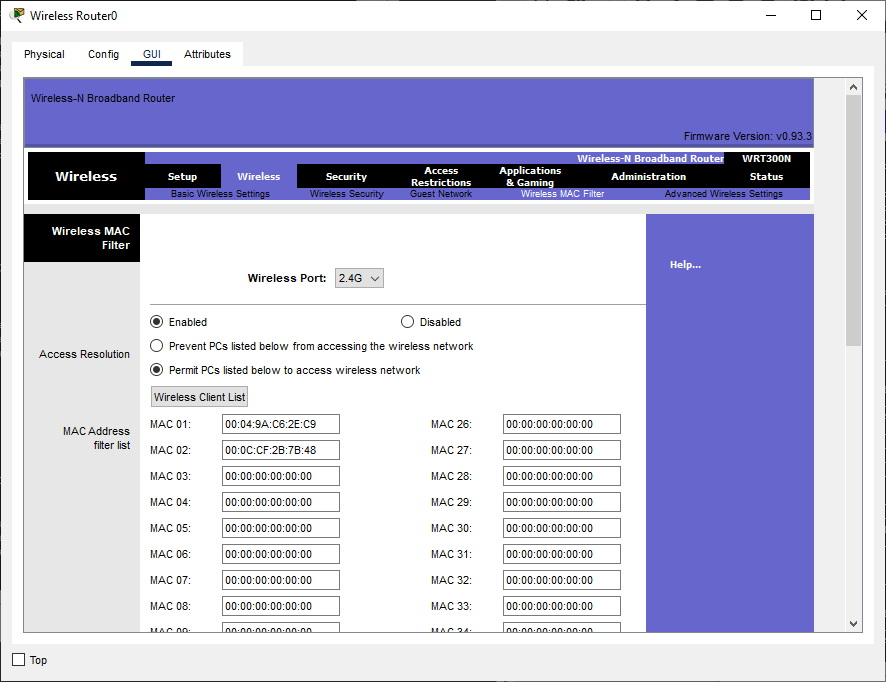 Wireless Router0
Physical Config GUI Attributes
Wireless-N Broadband Router
Firmware Version: v0.93.3
Wireless-N Broadband Router WRT300N
Wireless
Setup Wireless Security Access Restrictions Applications & Gaming Administration Status
Basic Wireless Settings Wireless Security Guest Network Wireless MAC Filter Advanced Wireless Settings
Wireless MAC
Filter
Help...
Wireless Port: 2.4G
Enabled Disabled
Access Resolution
Prevent PCs listed below from accessing the wireless network
Permit PCs listed below to access wireless network
Wireless Client List
MAC Address
filter list
MAC 01: 00:04:9A:C6:2E:C9 MAC 26: 00:00:00:00:00:00
MAC 02: 00:0C:CF:2B:7B:48 MAC 27: 00:00:00:00:00:00
MAC 03: 00:00:00:00:00:00 MAC 28: 00:00:00:00:00:00
MAC 04: 00:00:00:00:00:00 MAC 29: 00:00:00:00:00:00
MAC 05: 00:00:00:00:00:00 MAC 30: 00:00:00:00:00:00
MAC 06: 00:00:00:00:00:00 MAC 31: 00:00:00:00:00:00
MAC 07: 00:00:00:00:00:00 MAC 32: 00:00:00:00:00:00
MAC 08: 00:00:00:00:00:00 MAC 33: 00:00:00:00:00:00
Top